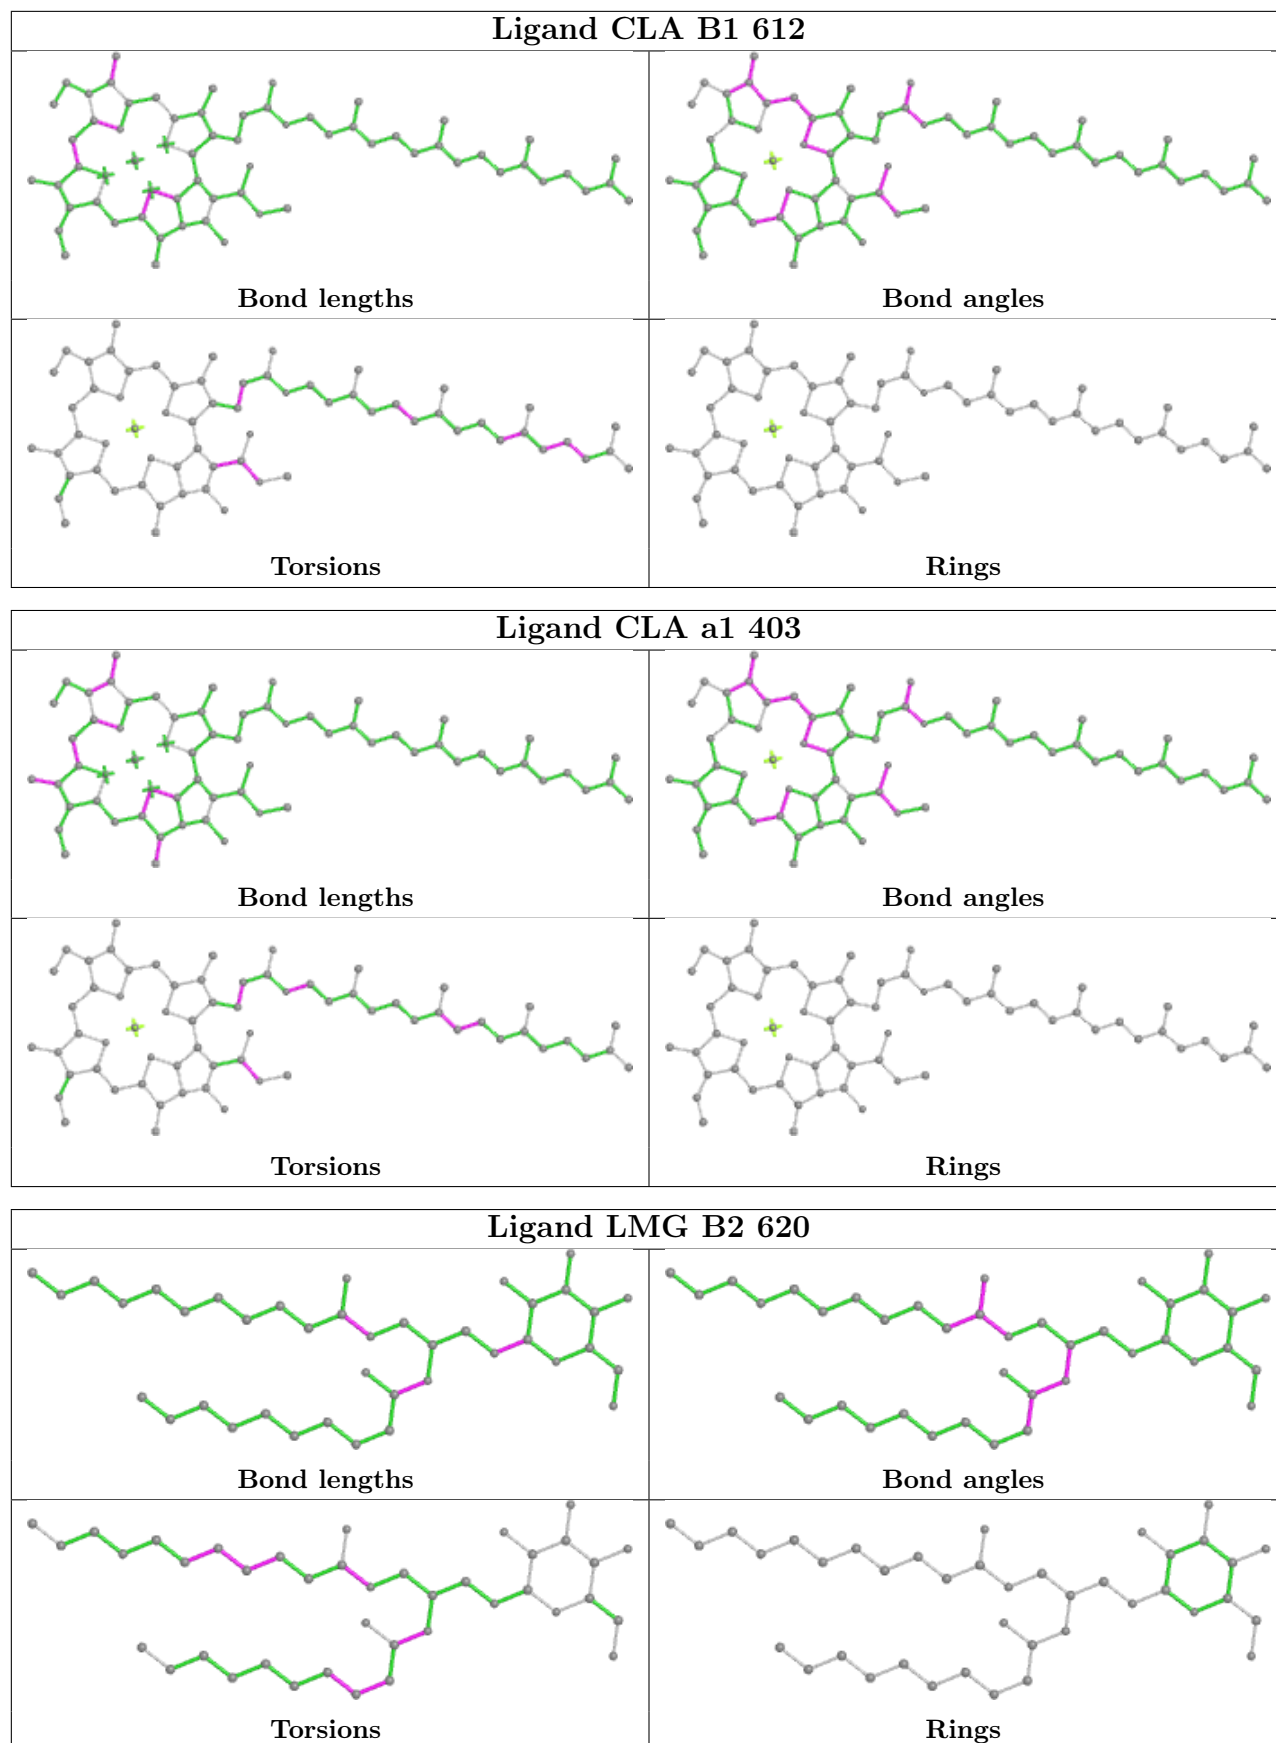 Ligand CLA B1 612
Bond lengths
Bond angles
Torsions
Rings
Ligand CLA a1 403
Bond lengths
Bond angles
Torsions
Rings
Ligand LMG B2 620
Bond lengths
Bond angles
Torsions
Rings